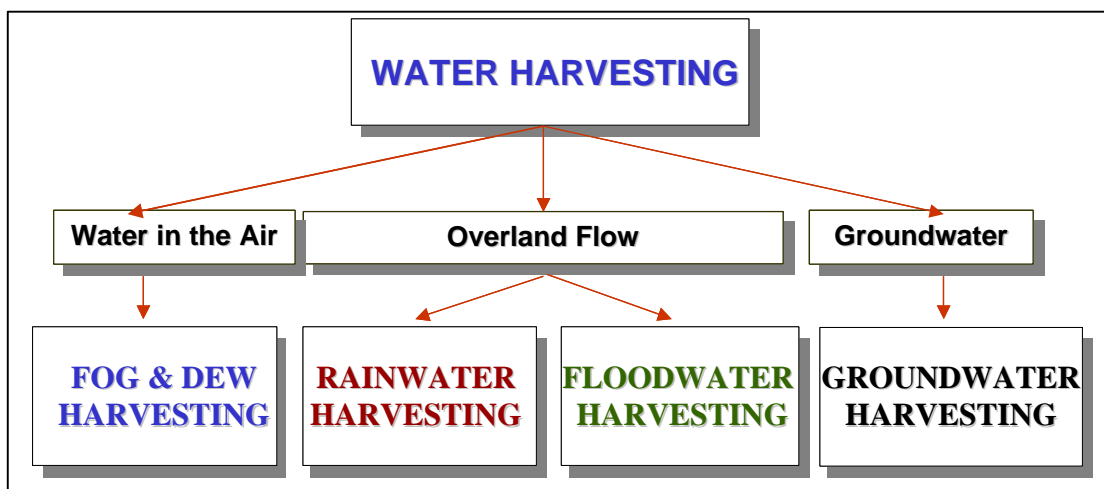 WATER HARVESTING
Water in the Air
Overland Flow
Groundwater
FOG & DEW
HARVESTING
RAINWATER
HARVESTING
FLOODWATER
HARVESTING
GROUNDWATER
HARVESTING